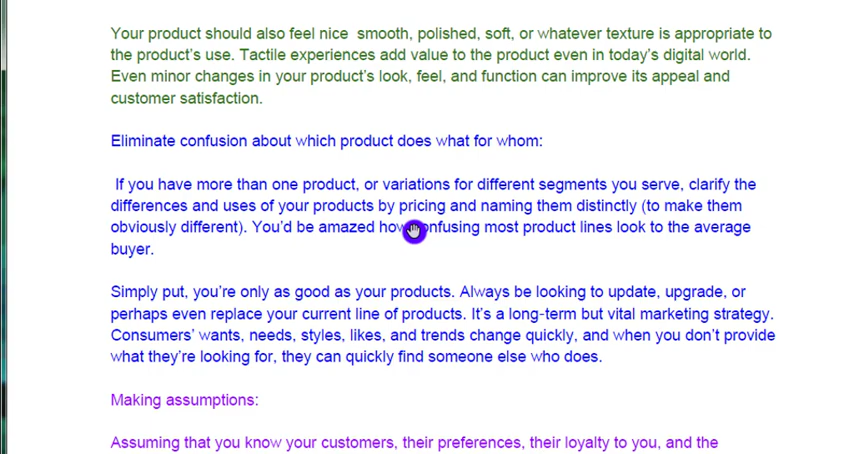 Your product should also feel nice  smooth, polished, soft, or whatever texture is appropriate to
the product's use. Tactile experiences add value to the product even in today's digital world.
Even minor changes in your product's look, feel, and function can improve its appeal and
customer satisfaction.
Eliminate confusion about which product does what for whom:
If you have more than one product, or variations for different segments you serve, clarify the
differences and uses of your products by pricing and naming them distinctly (to make them
obviously different). You'd be amazed how confusing most product lines look to the average
buyer.
Simply put, you're only as good as your products. Always be looking to update, upgrade, or
perhaps even replace your current line of products. It's a long-term but vital marketing strategy.
Consumers' wants, needs, styles, likes, and trends change quickly, and when you don't provide
what they're looking for, they can quickly find someone else who does.
Making assumptions:
Assuming that you know your customers, their preferences, their loyalty to you, and the